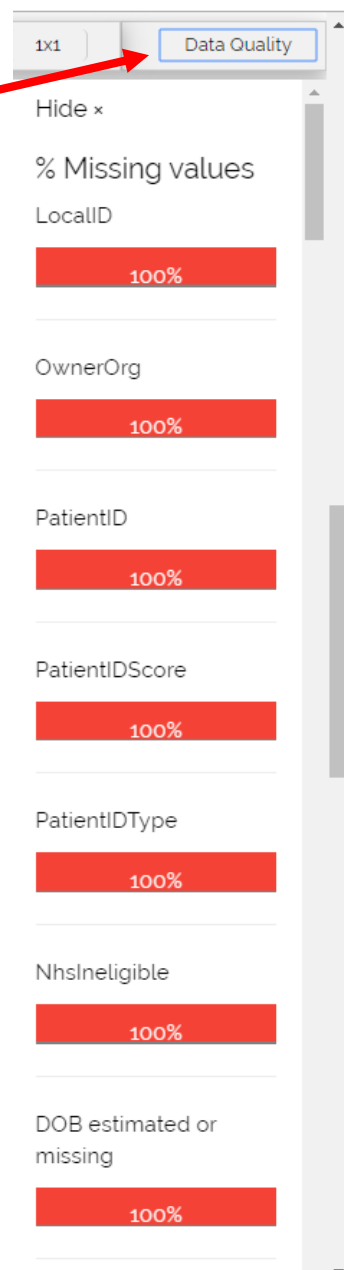 1x1 Data Quality
Hide ×
% Missing values
LocalID
100%
OwnerOrg
100%
PatientID
100%
PatientIDScore
100%
PatientIDType
100%
NhsIneligible
100%
DOB estimated or
missing
100%